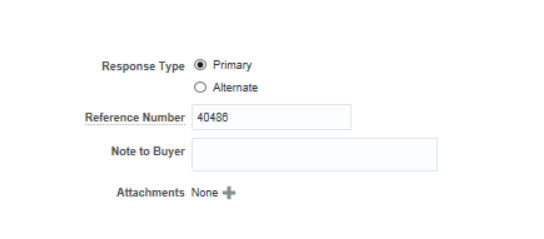 Response Type Primary
Alternate
Reference Number 40486
Note to Buyer
Attachments None